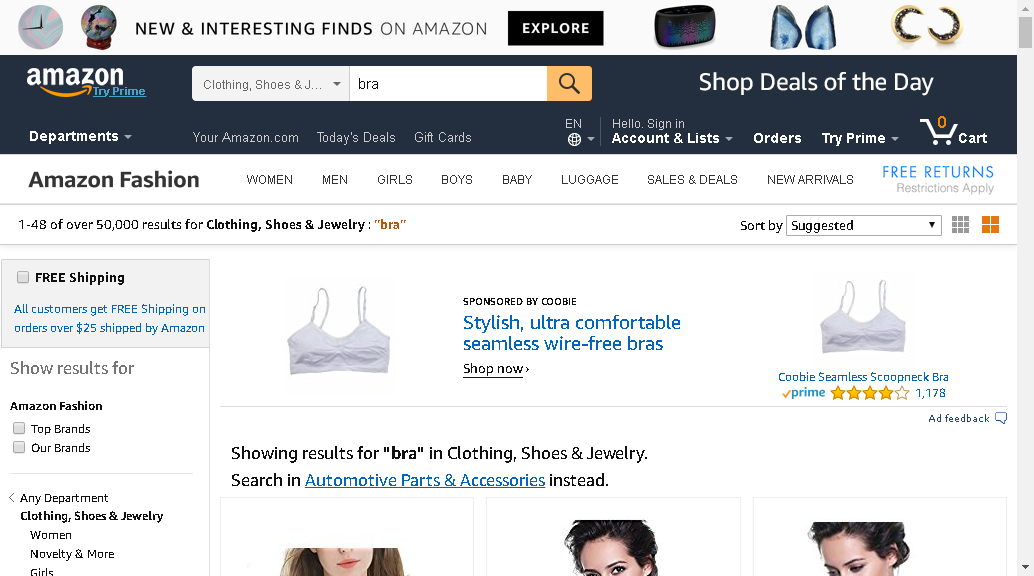 NEW & INTERESTING FINDS ON AMAZON EXPLORE
amazon
Try Prime
Clothing, Shoes & J...
bra
Shop Deals of the Day
Departments
Your Amazon.com Today's Deals Gift Cards
EN
Hello. Sign in
Account & Lists
Orders
Try Prime
0
Cart
Amazon Fashion
WOMEN MEN GIRLS BOYS BABY LUGGAGE SALES & DEALS NEW ARRIVALS
FREE RETURNS
Restrictions Apply
1-48 of over 50,000 results for Clothing, Shoes & Jewelry : "bra"
Sort by Suggested
FREE Shipping
All customers get FREE Shipping on
orders over $25 shipped by Amazon
Show results for
Amazon Fashion
Top Brands
Our Brands
Any Department
Clothing, Shoes & Jewelry
Women
Novelty & More
Girls
SPONSORED BY COOBIE
Stylish, ultra comfortable
seamless wire-free bras
Shop now ›
Coobie Seamless Scoopneck Bra
prime 1,178
Ad feedback
Showing results for "bra" in Clothing, Shoes & Jewelry.
Search in Automotive Parts & Accessories instead.